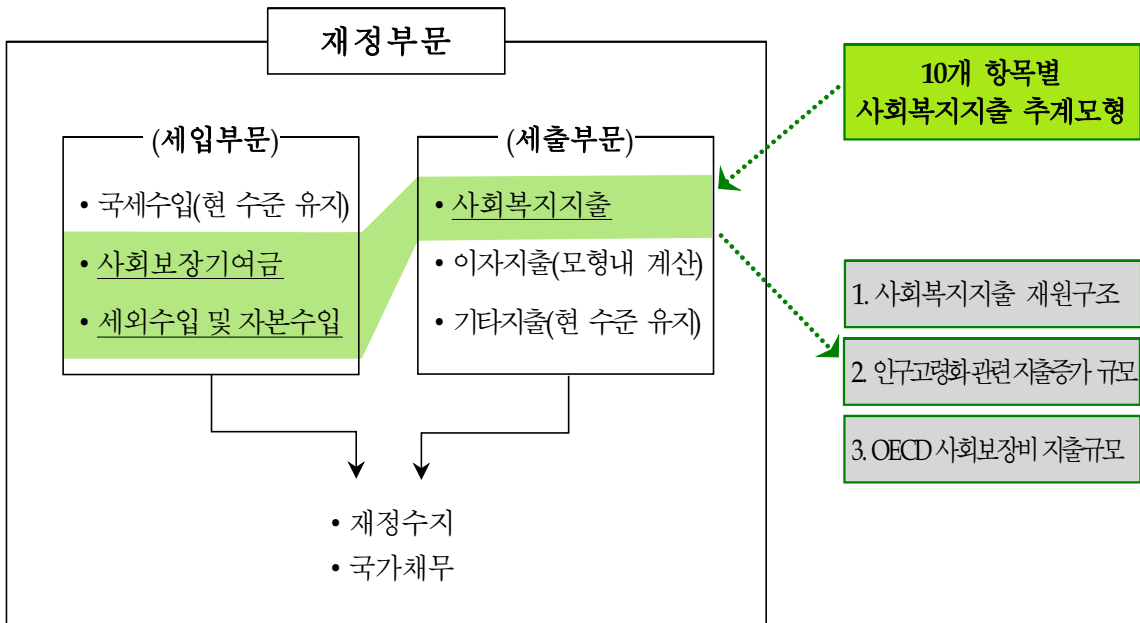 재정부문
(세입부문)
• 국세수입(현 수준 유지)
• 사회보장기여금
• 세외수입 및 자본수입
(세출부문)
• 사회복지지출
• 이자지출(모형내 계산)
• 기타지출(현 수준 유지)
• 재정수지
• 국가채무
10개 항목별
사회복지지출 추계모형
1. 사회복지지출 재원구조
2. 인구고령화 관련 지출증가 규모
3. OECD 사회보장비 지출규모